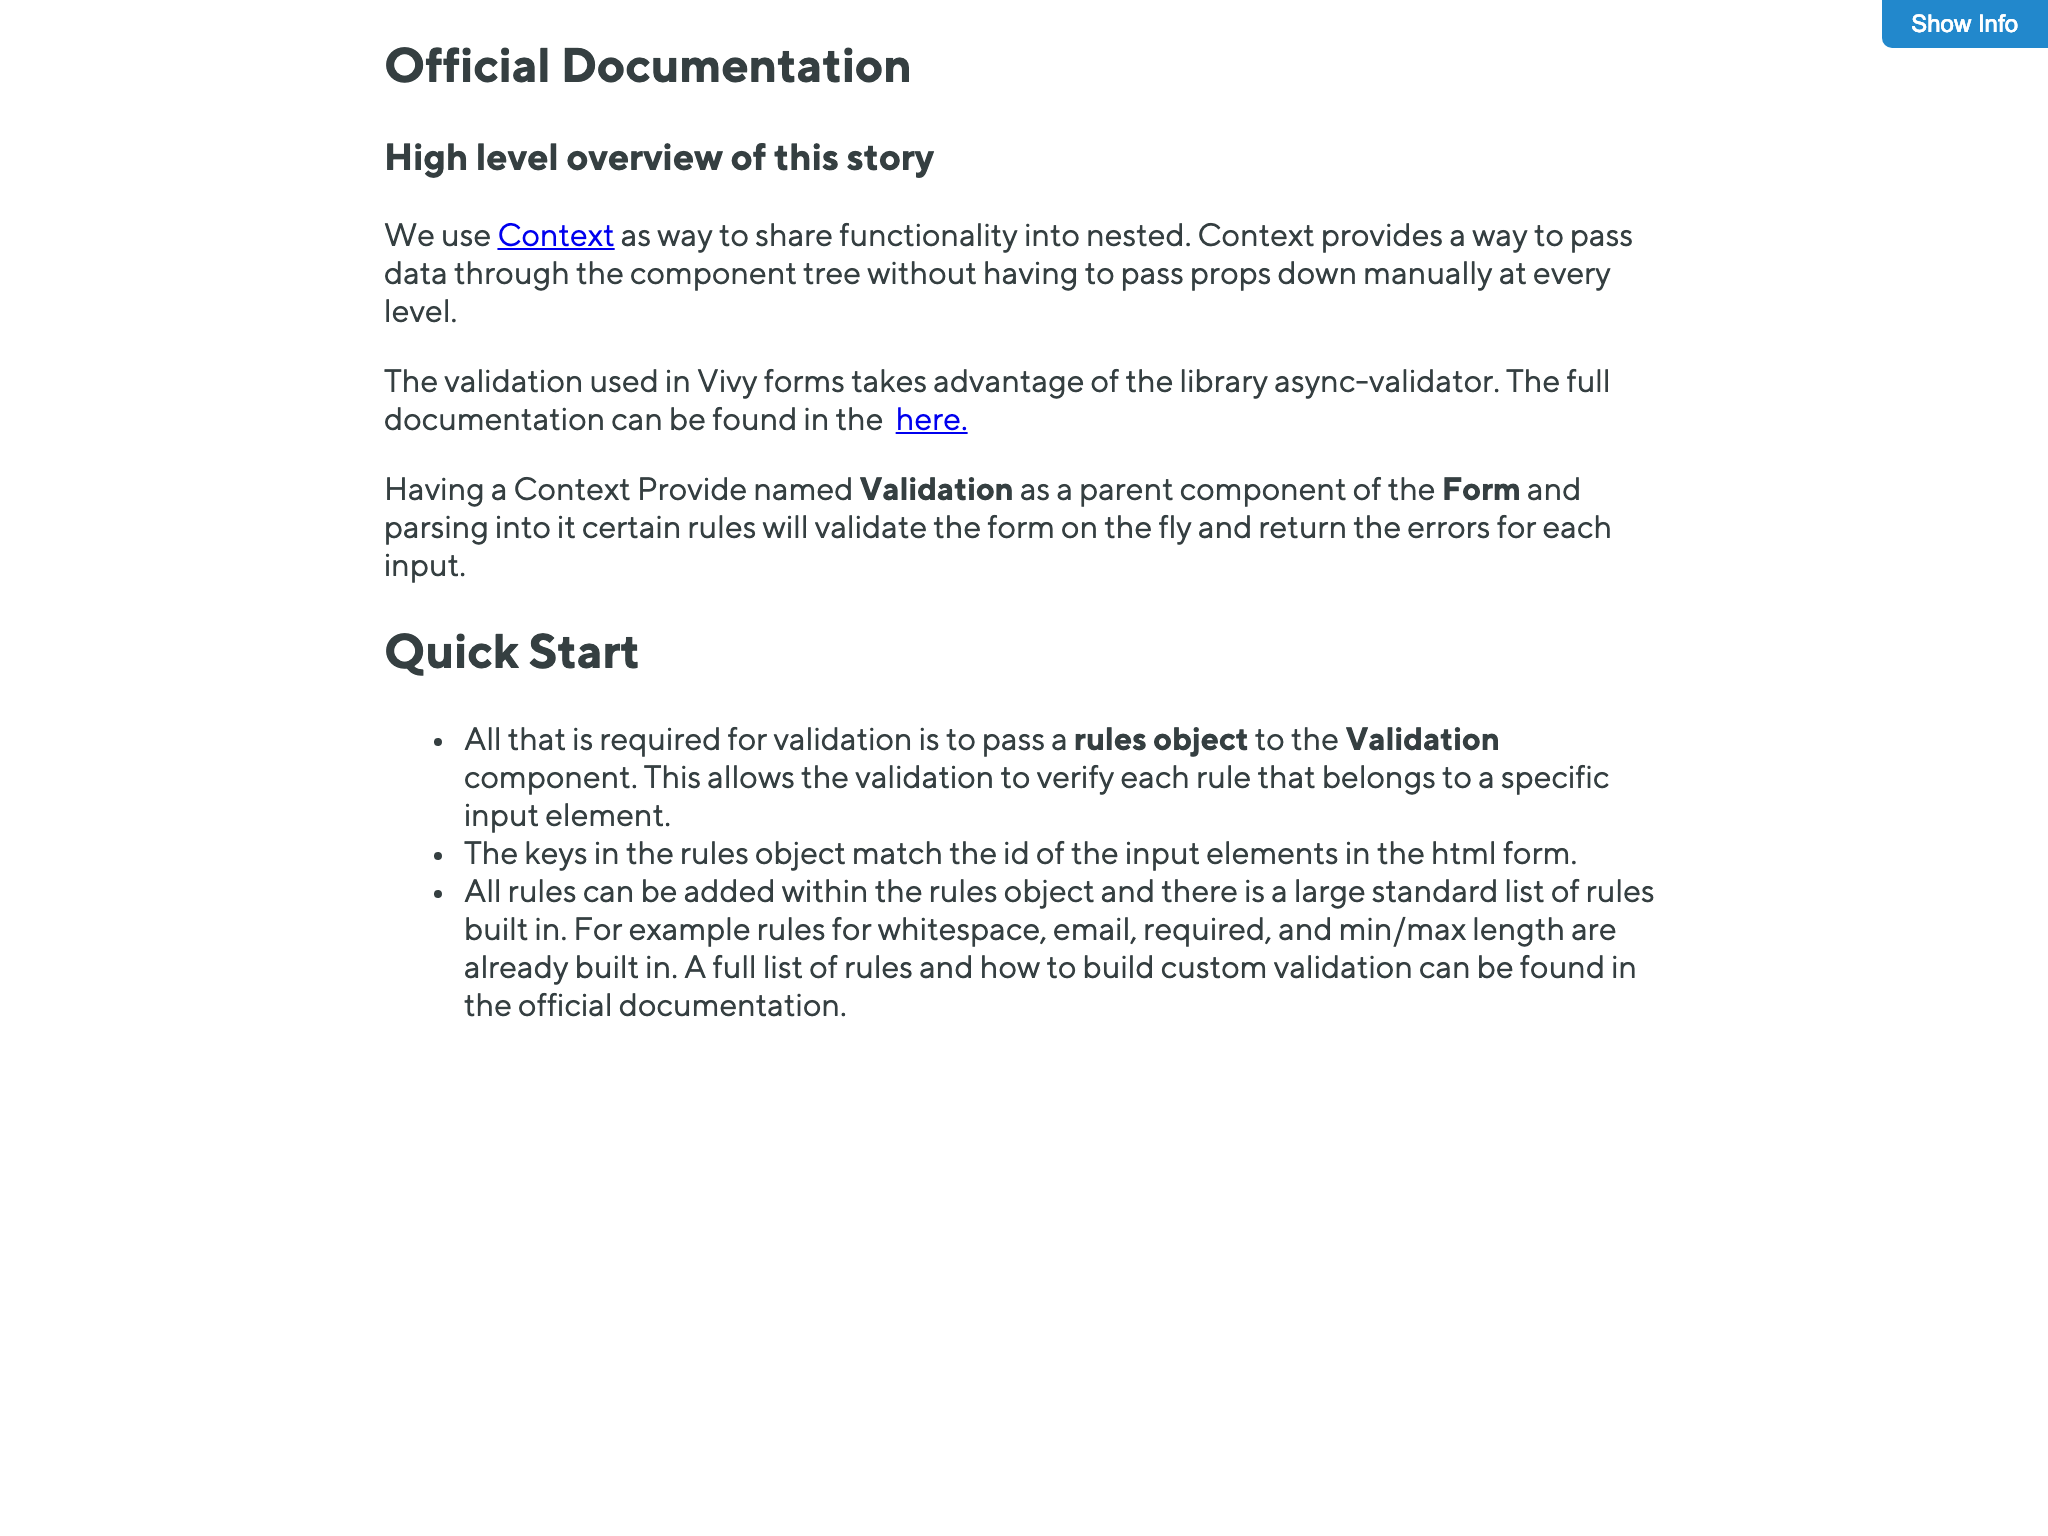 Show Info
Official Documentation
High level overview of this story
We use Context as way to share functionality into nested. Context provides a way to pass
data through the component tree without having to pass props down manually at every
level.
The validation used in Vivy forms takes advantage of the library async-validator. The full
documentation can be found in the here.
Having a Context Provide named Validation as a parent component of the Form and
parsing into it certain rules will validate the form on the fly and return the errors for each
input.
Quick Start
• All that is required for validation is to pass a rules object to the Validation
component. This allows the validation to verify each rule that belongs to a specific
input element.
• The keys in the rules object match the id of the input elements in the html form.
• All rules can be added within the rules object and there is a large standard list of rules
built in. For example rules for whitespace, email, required, and min/max length are
already built in. A full list of rules and how to build custom validation can be found in
the official documentation.